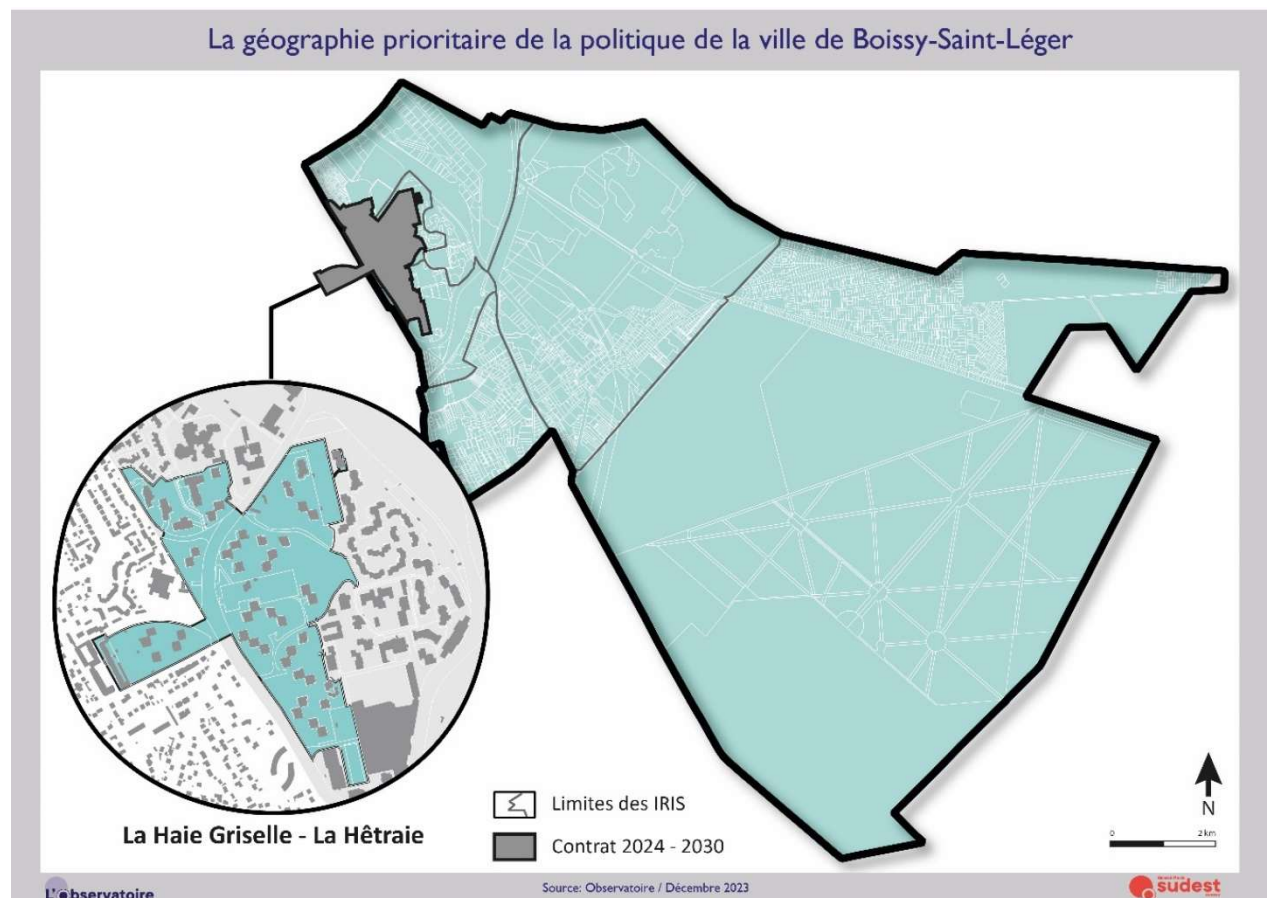 La géographie prioritaire de la politique de la ville de Boissy-Saint-Léger
La Haie Griselle - La Hêtraie
Limites des IRIS
Contrat 2024 - 2030
N
0 2 km
L'Observatoire
Source: Observatoire / Décembre 2023
sudest